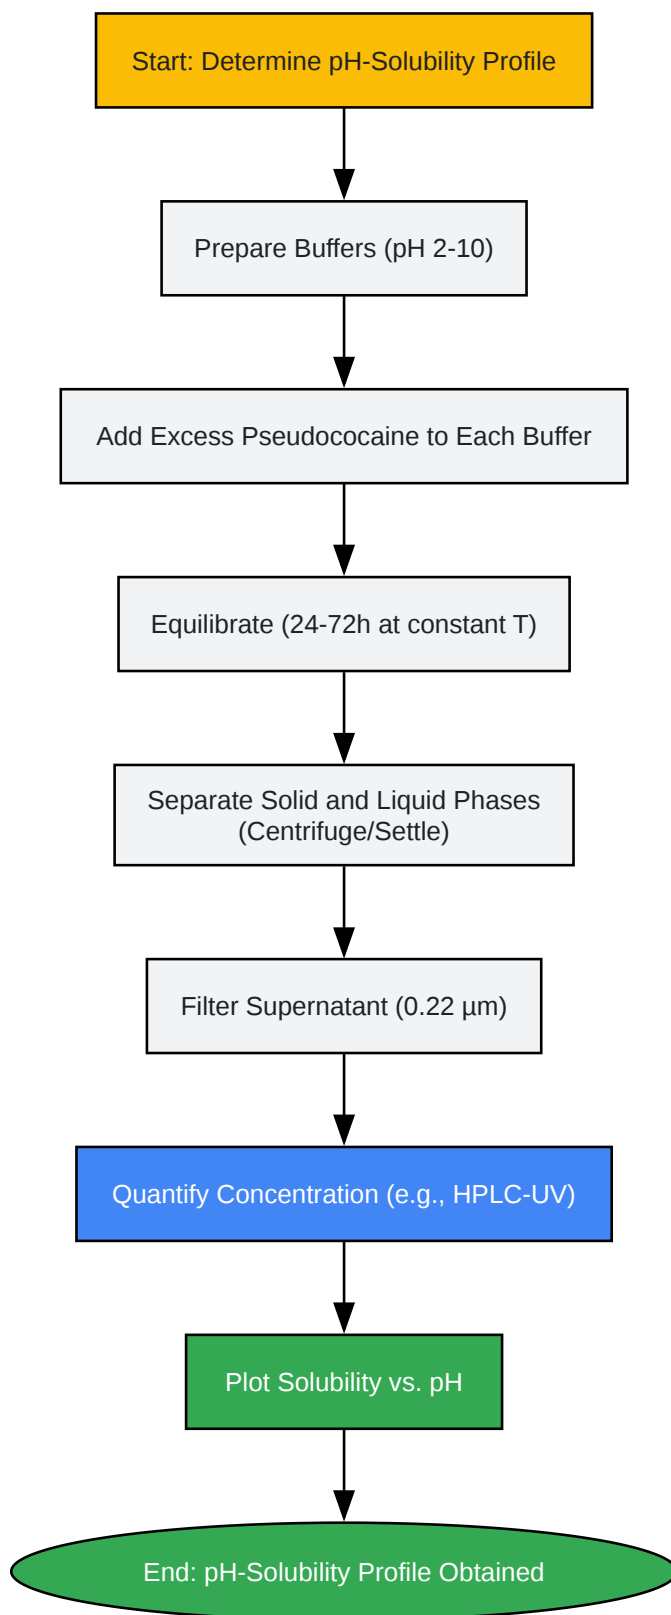 Start: Determine pH-Solubility Profile
Prepare Buffers (pH 2-10)
Add Excess Pseudococaine to Each Buffer
Equilibrate (24-72h at constant T)
Separate Solid and Liquid Phases
(Centrifuge/Settle)
Filter Supernatant (0.22 µm)
Quantify Concentration (e.g., HPLC-UV)
Plot Solubility vs. pH
End: pH-Solubility Profile Obtained